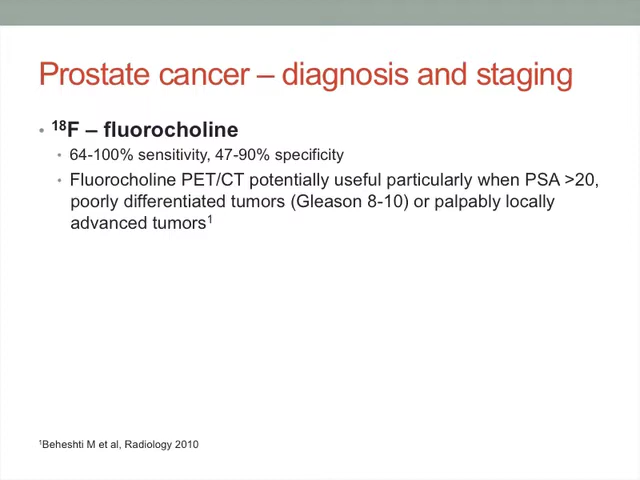 Prostate cancer – diagnosis and staging
• ¹⁸F – fluorocholine
• 64-100% sensitivity, 47-90% specificity
• Fluorocholine PET/CT potentially useful particularly when PSA >20,
poorly differentiated tumors (Gleason 8-10) or palpably locally
advanced tumors¹
¹Beheshti M et al, Radiology 2010